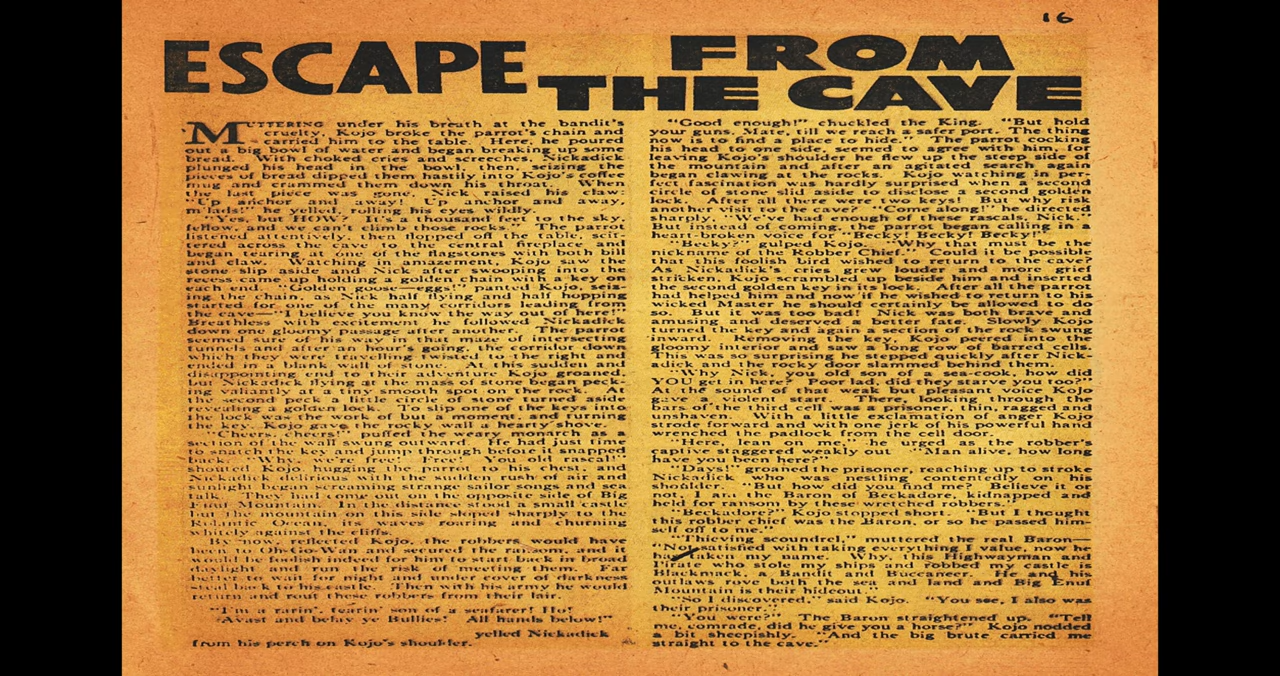 16
ESCAPE FROM THE CAVE
MUTTERING under his breath at the bandit's
cruelty, Kojo broke the parrot's chain and
carried him to the table. Here, he poured
out a big bowl of water and began breaking up some
bread. With choked cries and screeches, Nickadick
plunged his head in the bowl, then seizing the
pieces of bread dipped them hastily into Kojo's coffee
mug and crammed them down his throat. When
the last piece was gone, Nick raised his claw:
"Up anchor and away! Up anchor and away,
m'lads!" he yelled, rolling his eyes wildly.
"Yes, but HOW? It's a thousand feet to the sky,
fellow, and we can't climb those rocks." The parrot
listened attentively, then flopped off the table, scut-
tered across the cave to the central fireplace and
began tearing at one of the flagstones with both bill
and claw. Watching in amazement, Kojo saw the
stone slip aside and Nick after swooping into the
recess came up holding a golden chain with a key on
each end. "Golden goose—eggs!" panted Kojo, seiz-
ing the chain, as Nick half flying and half hopping
started for one of the many corridors leading from
the cave—"I believe you know the way out of here!"
Breathless with excitement he followed Nickadick
down one gloomy passage after another. The parrot
seemed sure of his way in that maze of intersecting
tunnels and after an hour's going, the corridor down
which they were travelling twisted to the right and
ended in a blank wall of stone. At this sudden and
disappointing end to their adventure Kojo groaned,
but Nickadick flying at the mass of stone began peck-
ing valiantly at a tiny smooth spot on the rock. At
the second peck a little circle of stone turned aside
revealing a golden lock. To slip one of the keys into
the lock was the work of but a moment, and turning
the key, Kojo gave the rocky wall a hearty shove.
"Cheers, cheers!" puffed the weary monarch as a
section of the wall swung outward. He had just time
to snatch the key and jump through before it snapped
back. "Why, we're free! Free! You old rascal!"
shouted Kojo, hugging the parrot to his chest, and
Nickadick delirious with the sudden rush of air and
sunlight began screaming strange sailor songs and sea
talk. They had come out on the opposite side of Big
Enuf Mountain. In the distance stood a small castle
but the mountain on this side sloped sharply to the
Rolantic Ocean, its waves roaring and churning
whitely against the cliffs.
By now, reflected Kojo, the robbers would have
been to Oh-Go-Wan and secured the ransom, and it
would be foolish indeed for him to start back in broad
daylight and run the risk of meeting them. Far
better to wait for night and under cover of darkness
steal back to his castle. Then with his army he would
return and rout these robbers from their lair.
"I'm a rarin', tearin' son of a seafarer! Ho!
Avast and belay ye Bullies! All hands below!"
yelled Nickadick
from his perch on Kojo's shoulder.
"Good enough!" chuckled the King. "But hold
your guns, Mate, till we reach a safer port. The thing
now is to find a place to hide." The parrot cocking
his head to one side, seemed to agree with him, for
leaving Kojo's shoulder he flew up the steep side of
the mountain and after an agitated search again
began clawing at the rocks. Kojo watching in per-
fect fascination was hardly surprised when a second
circle of stone slid aside to disclose a second golden
lock. After all there were two keys! But why risk
another visit to the cave? "Come along!" he directed
sharply, "We've had enough of these rascals, Nick."
But instead of coming, the parrot began calling in a
heart-broken voice for "Becky! Becky! Becky!"
"Becky?" gulped Kojo. "Why that must be the
nickname of the Robber Chief." Could it be possible
that this foolish bird wished to return to the cave?
As Nickadick's cries grew louder and more grief
stricken, Kojo scrambled up beside him and inserted
the second golden key in its lock. After all the parrot
had helped him and now if he wished to return to his
wicked Master he should certainly be allowed to do
so. But it was too bad! Nick was both brave and
amusing and deserved a better fate. Slowly Kojo
turned the key and again a section of the rock swung
inward. Removing the key, Kojo peered into the
gloomy interior and saw a long row of barred cells.
This was so surprising he stepped quickly after Nick-
adick and the rocky door slammed behind them.
"Why Nick, you old son of a sea-cook, how did
YOU get in here? Poor lad, did they starve you too?"
At the sound of that weak but pleasant voice Kojo
gave a violent start. There, looking through the
bars of the third cell was a prisoner, thin, ragged and
unshaven. With a little exclamation of anger Kojo
strode forward and with one jerk of his powerful hand
wrenched the padlock from the cell door.
"Here, lean on me," he urged as the robber's
captive staggered weakly out "Man alive, how long
have you been here?"
"Days!" groaned the prisoner, reaching up to stroke
Nickadick who was nestling contentedly on his
shoulder. "But how did you find me? Believe it or
not, I am the Baron of Beckadore, kidnapped and
held for ransom by these wretched robbers."
"Beckadore?" Kojo stopped short. "But I thought
this robber chief was the Baron, or so he passed him-
self off to me."
"Thieving scoundrel," muttered the real Baron—
"Not satisfied with taking everything I value, now he
has taken my name. Why, this Highwayman and
Pirate who stole my ships and robbed my castle is
Blackmack, a Bandit and Buccaneer. He and his
outlaws rove both the sea and land and Big Enuf
Mountain is their hideout."
"So I discovered," said Kojo. "You see, I also was
their prisoner."
"You were?" The Baron straightened up. "Tell
me, comrade, did he give you a horse?" Kojo nodded
a bit sheepishly. "And the big brute carried me
straight to the cave."